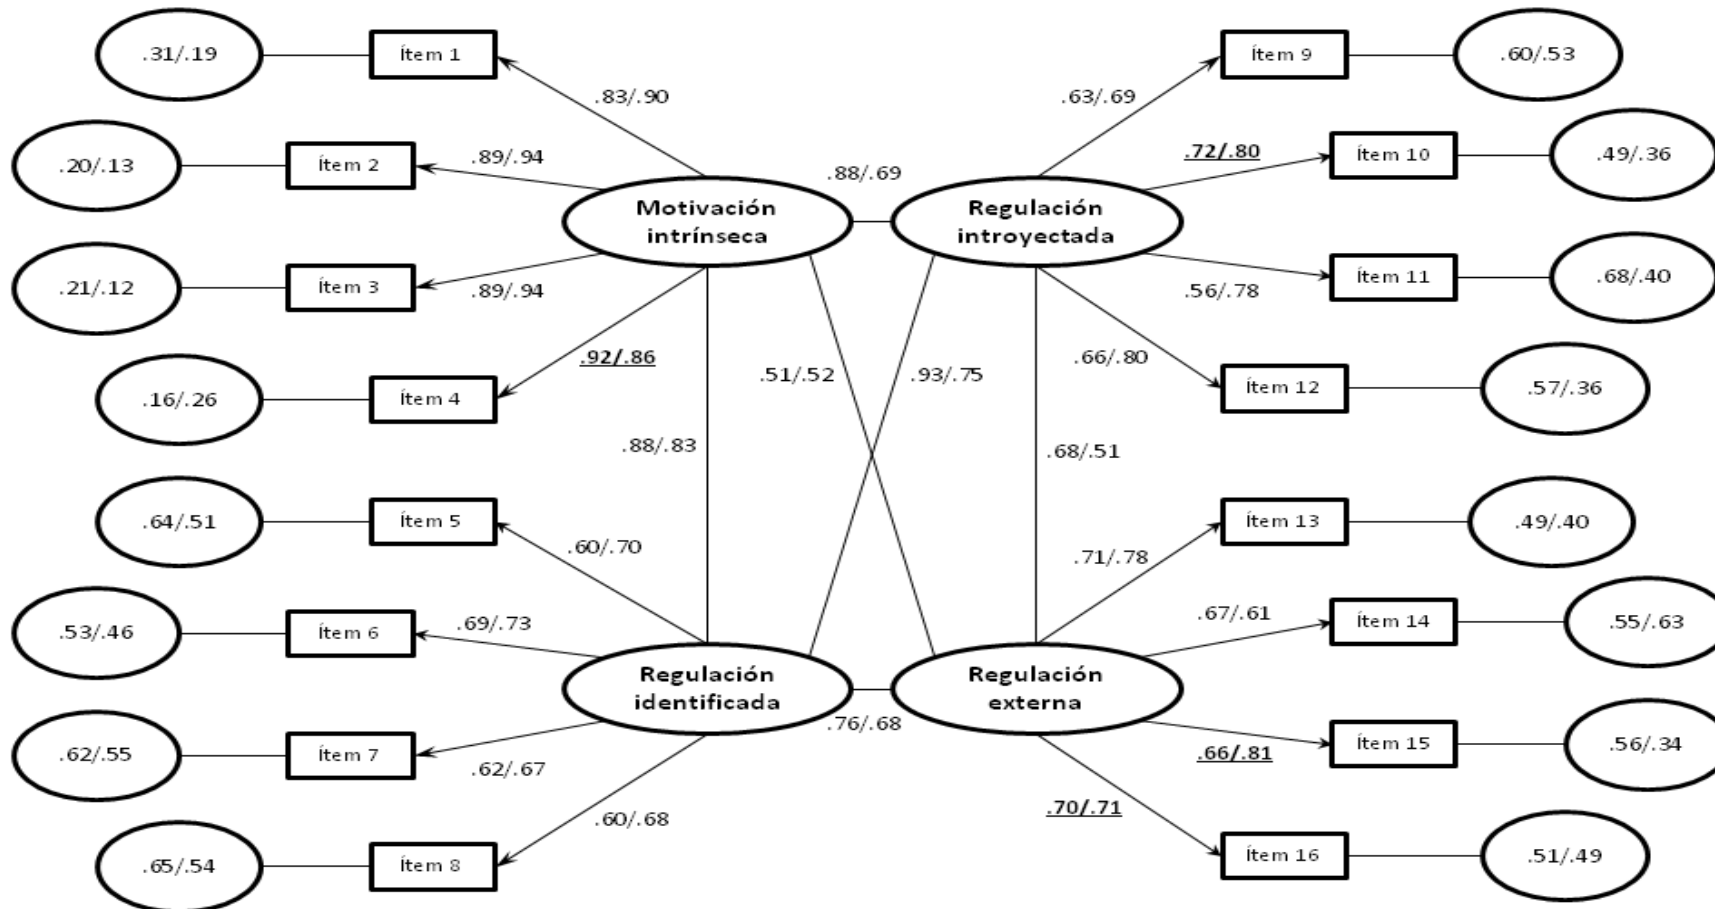 .31/.19
Ítem 1
.83/.90
.63/.69
Ítem 9
.60/.53
.20/.13
Ítem 2
.89/.94
.88/.69
.72/.80
Ítem 10
.49/.36
Motivación
intrínseca
Regulación
introyectada
.21/.12
Ítem 3
.89/.94
.56/.78
Ítem 11
.68/.40
.16/.26
Ítem 4
.92/.86
.51/.52
.93/.75
.66/.80
Ítem 12
.57/.36
.88/.83
.68/.51
.64/.51
Ítem 5
.60/.70
.71/.78
Ítem 13
.49/.40
.53/.46
Ítem 6
.69/.73
.67/.61
Ítem 14
.55/.63
Regulación
identificada
Regulación
externa
.76/.68
.62/.55
Ítem 7
.62/.67
.66/.81
Ítem 15
.56/.34
.65/.54
Ítem 8
.60/.68
.70/.71
Ítem 16
.51/.49